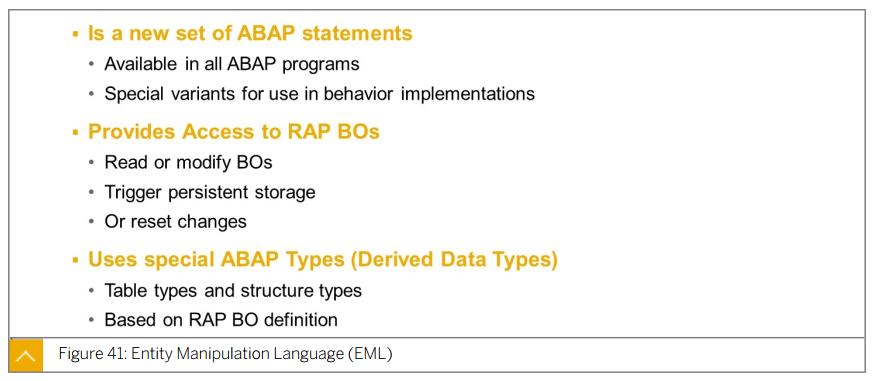 ▪ Is a new set of ABAP statements
• Available in all ABAP programs
• Special variants for use in behavior implementations
▪ Provides Access to RAP BOs
• Read or modify BOs
• Trigger persistent storage
• Or reset changes
▪ Uses special ABAP Types (Derived Data Types)
• Table types and structure types
• Based on RAP BO definition
Figure 41: Entity Manipulation Language (EML)